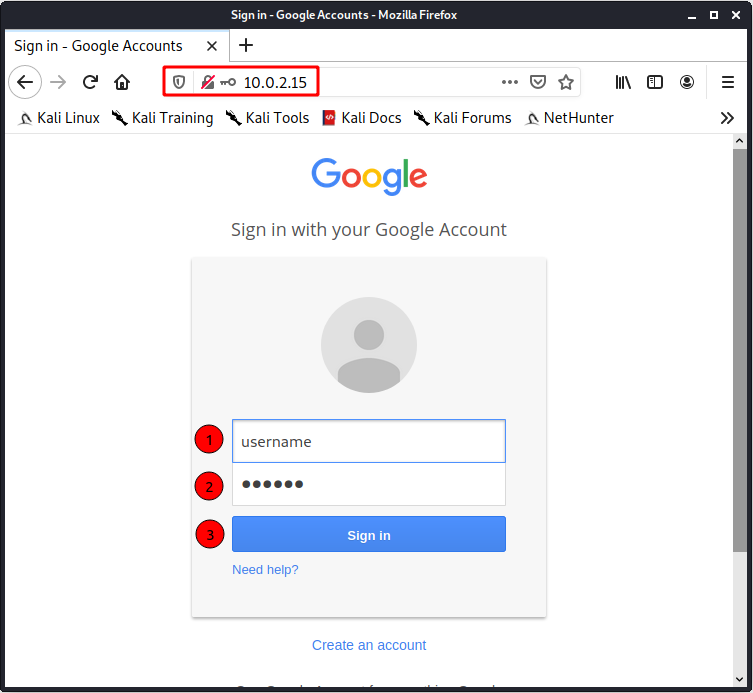 Sign in - Google Accounts - Mozilla Firefox
Sign in - Google Accounts
10.0.2.15
Kali Linux Kali Training Kali Tools Kali Docs Kali Forums NetHunter
Google
Sign in with your Google Account
1 username
2 ●●●●●●
3 Sign in
Need help?
Create an account